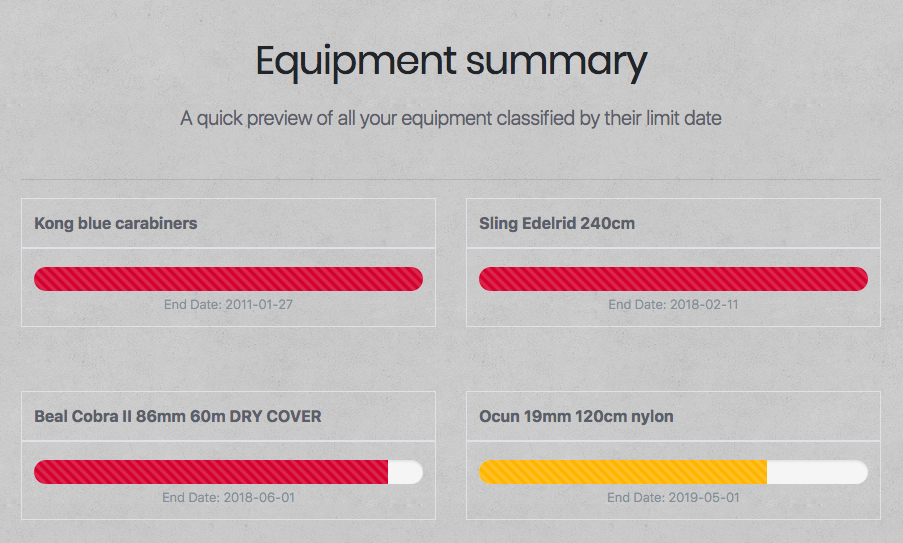 Equipment summary
A quick preview of all your equipment classified by their limit date
Kong blue carabiners
End Date: 2011-01-27
Sling Edelrid 240cm
End Date: 2018-02-11
Beal Cobra II 86mm 60m DRY COVER
End Date: 2018-06-01
Ocun 19mm 120cm nylon
End Date: 2019-05-01